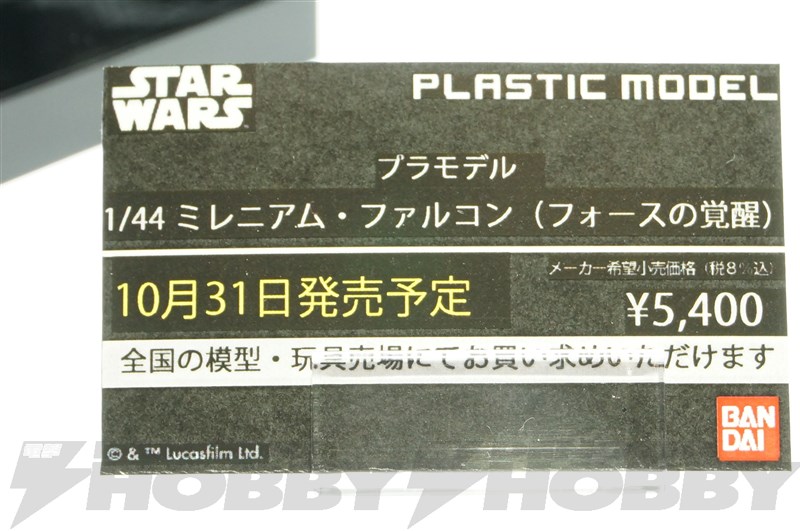 STAR WARS
PLASTIC MODEL
プラモデル
1/44 ミレニアム・ファルコン（フォースの覚醒）
10月31日発売予定
メーカー希望小売価格（税8%込）
¥5,400
全国の模型・玩具売場にてお買い求めいただけます
BAN
DAI
© & ™ Lucasfilm Ltd.
電撃 HOBBY HOBBY